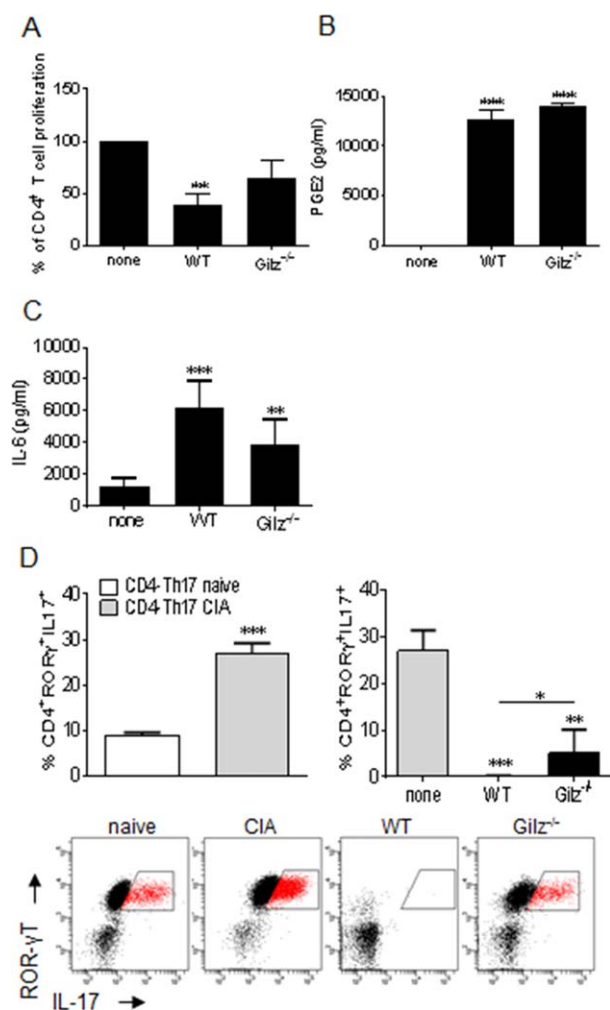 A
% of CD4⁺ T cell proliferation
150
100
50
0
**
none WT Gilz⁻/⁻
B
PGE2 (pg/ml)
15000
10000
5000
0
*** ***
none WT Gilz⁻/⁻
C
IL-6 (pg/ml)
10000
8000
6000
4000
2000
0
***
**
none WT Gilz⁻/⁻
D
% CD4⁺RORγ⁺IL17⁺
40
30
20
10
0
CD4-Th17 naive
CD4-Th17 CIA
***
% CD4⁺RORγ⁺IL17⁺
40
30
20
10
0
*
***
**
none WT Gilz⁻/⁻
naive CIA WT Gilz⁻/⁻
ROR-γT →
IL-17 →